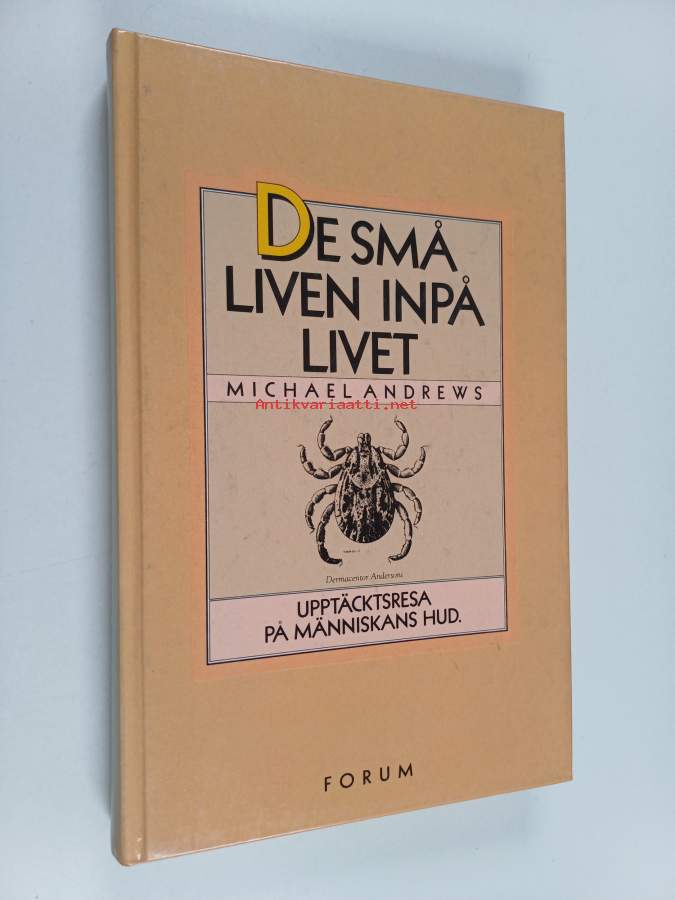 DE SMÅ
LIVEN INPÅ
LIVET
MICHAEL ANDREWS
Antikvariaatti.net
Dermacentor Andersoni
UPPTÄCKTSRESA
PÅ MÄNNISKANS HUD.
FORUM